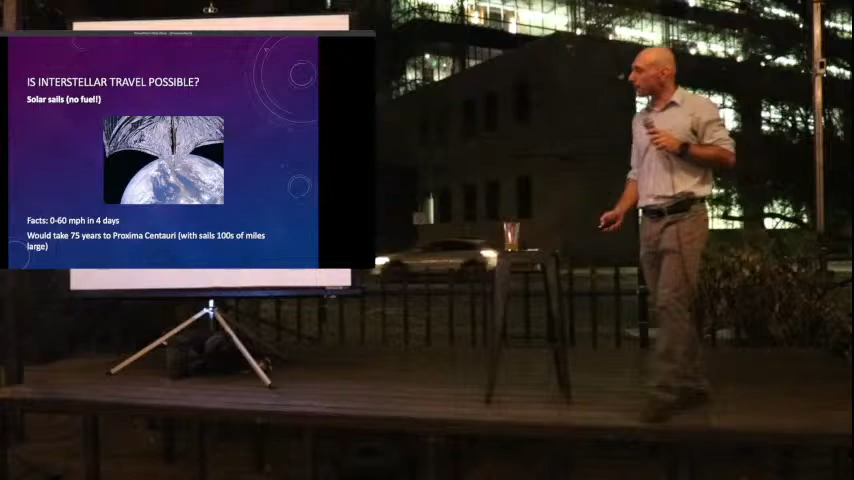 IS INTERSTELLAR TRAVEL POSSIBLE?
Solar sails (no fuel!)
Facts: 0-60 mph in 4 days
Would take 75 years to Proxima Centauri (with sails 100s of miles
large)